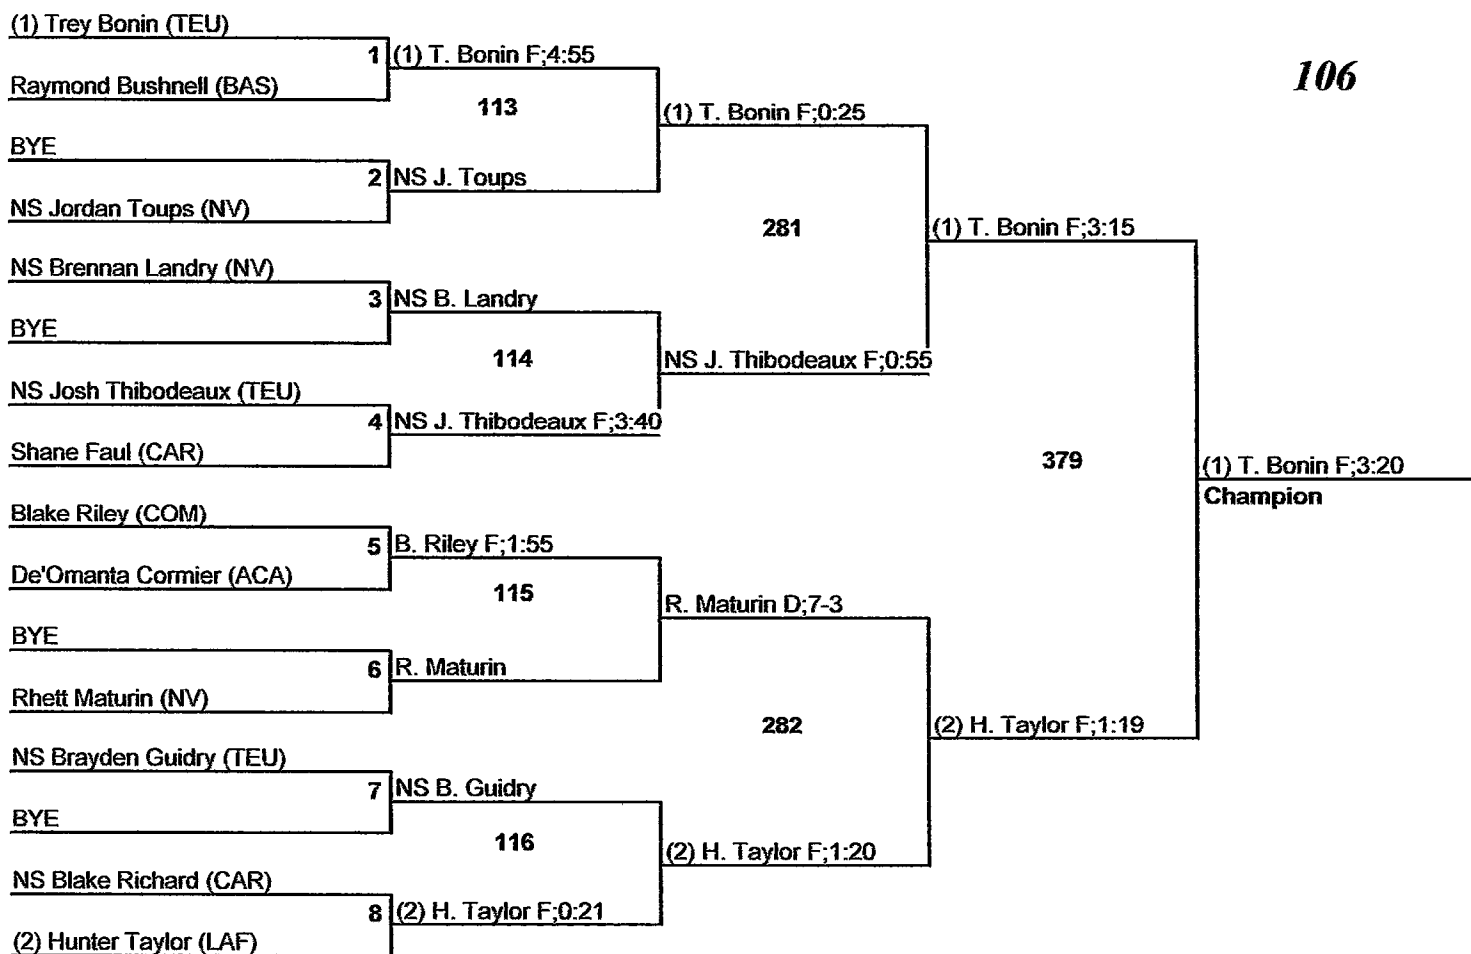 (1) Trey Bonin (TEU)
1
(1) T. Bonin F;4:55
106
Raymond Bushnell (BAS)
113
(1) T. Bonin F;0:25
BYE
2
NS J. Toups
NS Jordan Toups (NV)
281
(1) T. Bonin F;3:15
NS Brennan Landry (NV)
3
NS B. Landry
BYE
114
NS J. Thibodeaux F;0:55
NS Josh Thibodeaux (TEU)
4
NS J. Thibodeaux F;3:40
Shane Faul (CAR)
379
(1) T. Bonin F;3:20
Champion
Blake Riley (COM)
5
B. Riley F;1:55
De'Omanta Cormier (ACA)
115
R. Maturin D;7-3
BYE
6
R. Maturin
Rhett Maturin (NV)
282
(2) H. Taylor F;1:19
NS Brayden Guidry (TEU)
7
NS B. Guidry
BYE
116
(2) H. Taylor F;1:20
NS Blake Richard (CAR)
8
(2) H. Taylor F;0:21
(2) Hunter Taylor (LAF)